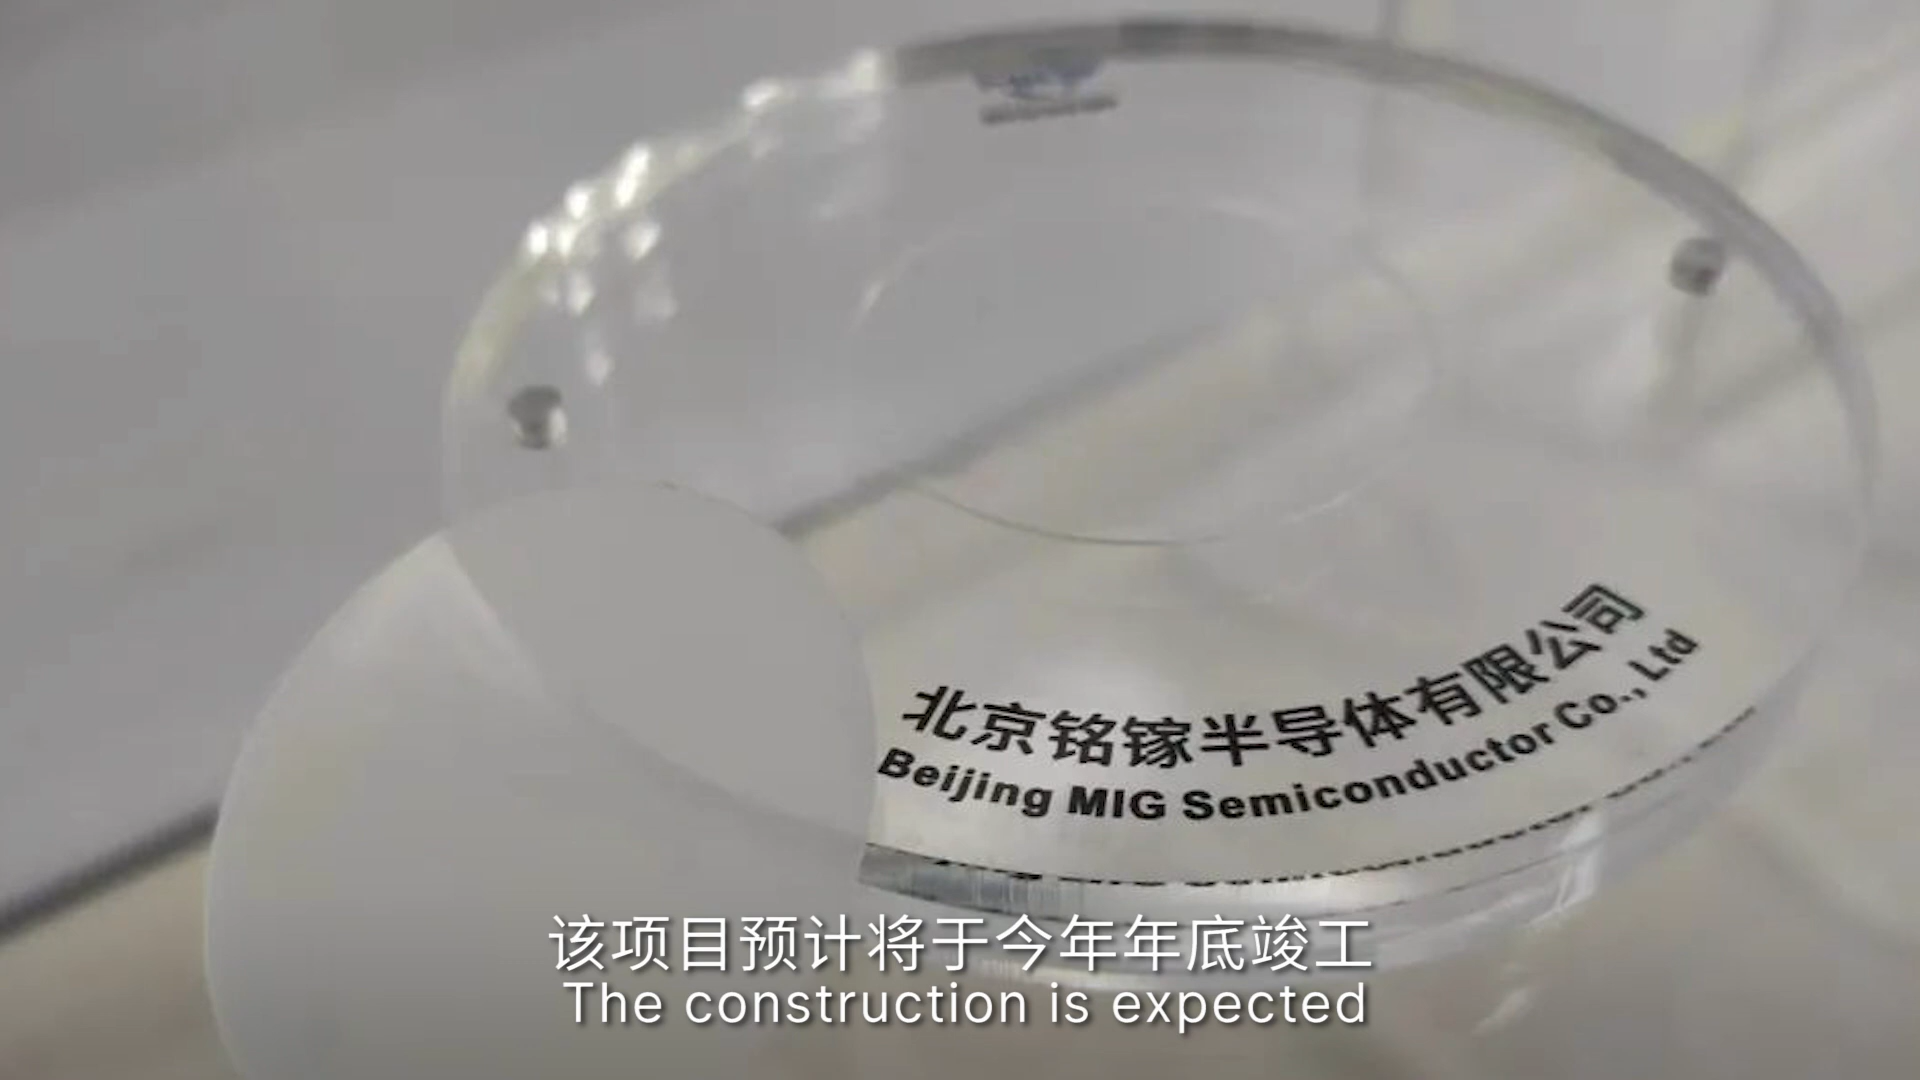 北京铭镓半导体有限公司
Beijing MIG Semiconductor Co., Ltd
该项目预计将于今年年底竣工
The construction is expected